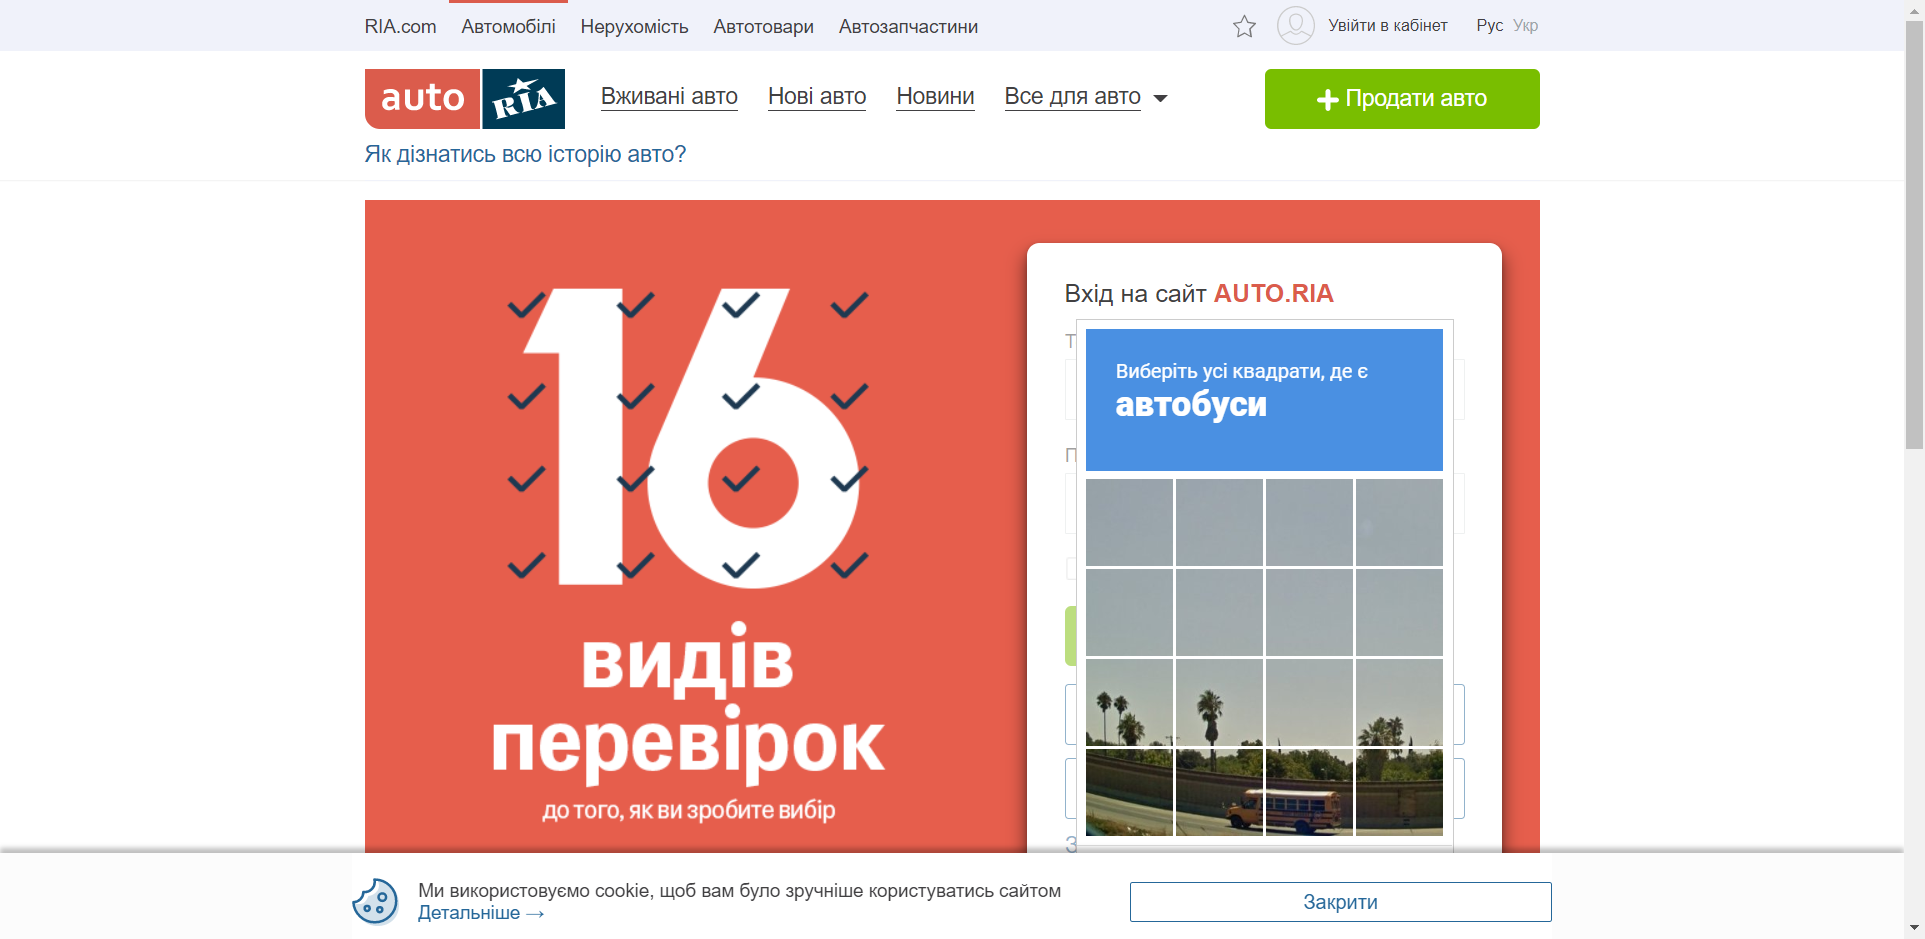 RIA.com Автомобілі Нерухомість Автотовари Автозапчастини Увійти в кабінет Рус Укр
auto RIA Вживані авто Нові авто Новини Все для авто Продати авто
Як дізнатись всю історію авто?
16
видів
перевірок
до того, як ви зробите вибір
Вхід на сайт AUTO.RIA
Виберіть усі квадрати, де є
автобуси
Ми використовуємо cookie, щоб вам було зручніше користуватись сайтом
Детальніше →
Закрити